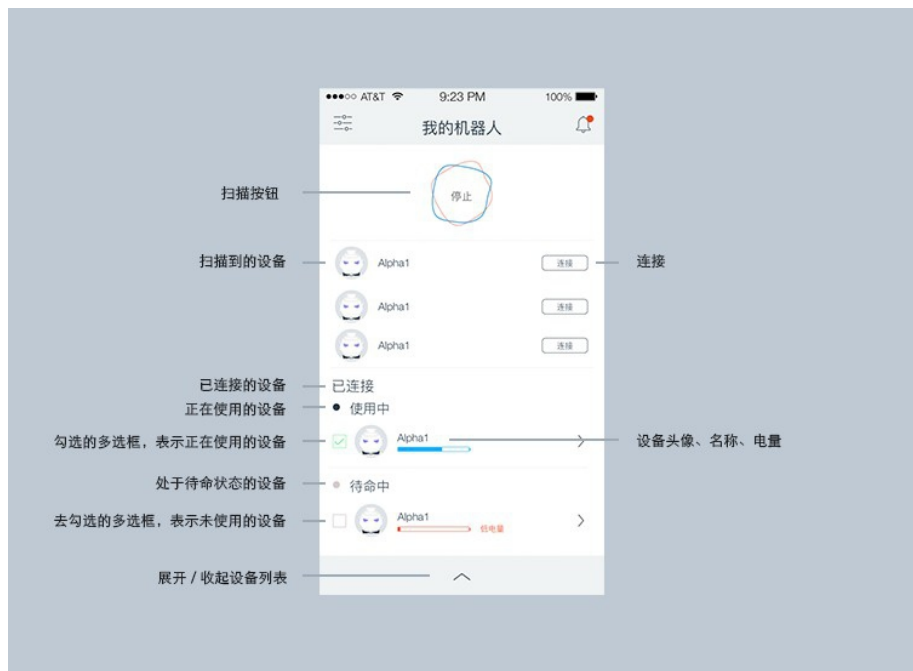 AT&T 9:23 PM 100%
我的机器人
扫描按钮
停止
扫描到的设备
Alpha1
连接
连接
Alpha1
连接
Alpha1
连接
已连接的设备
已连接
正在使用的设备
使用中
勾选的多选框，表示正在使用的设备
Alpha1
设备头像、名称、电量
处于待命状态的设备
待命中
去勾选的多选框，表示未使用的设备
Alpha1
低电量
展开 / 收起设备列表